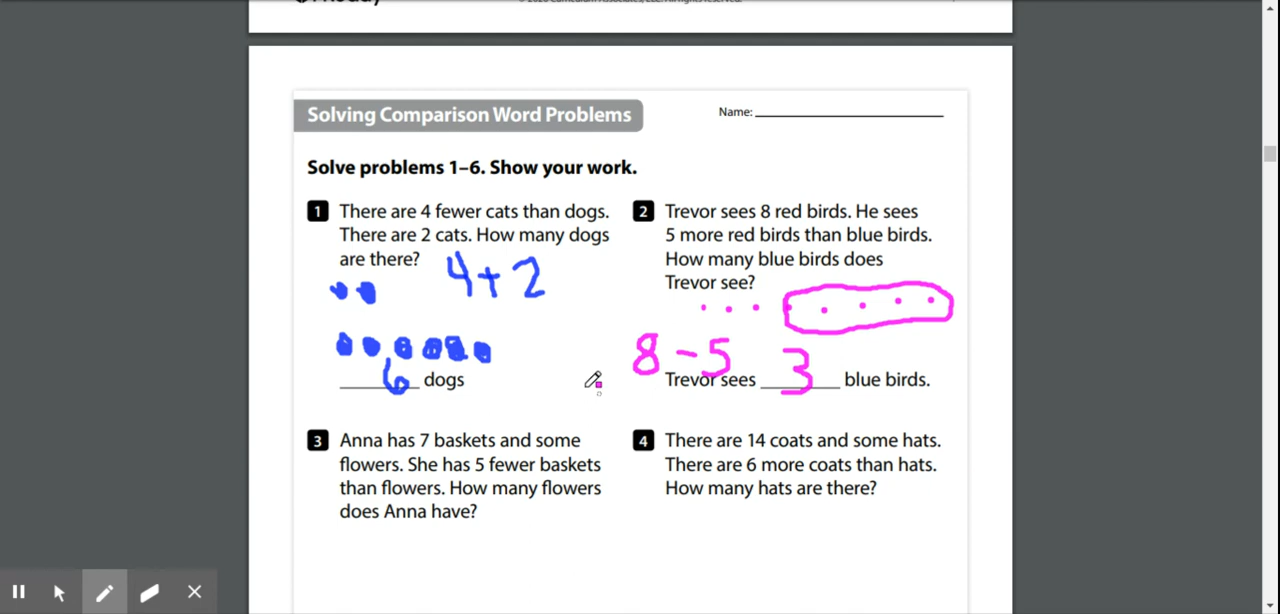 Solving Comparison Word Problems
Name:
Solve problems 1–6. Show your work.
1 There are 4 fewer cats than dogs.
There are 2 cats. How many dogs
are there?
4+2
6 dogs
2 Trevor sees 8 red birds. He sees
5 more red birds than blue birds.
How many blue birds does
Trevor see?
8-5
Trevor sees 3 blue birds.
3 Anna has 7 baskets and some
flowers. She has 5 fewer baskets
than flowers. How many flowers
does Anna have?
4 There are 14 coats and some hats.
There are 6 more coats than hats.
How many hats are there?